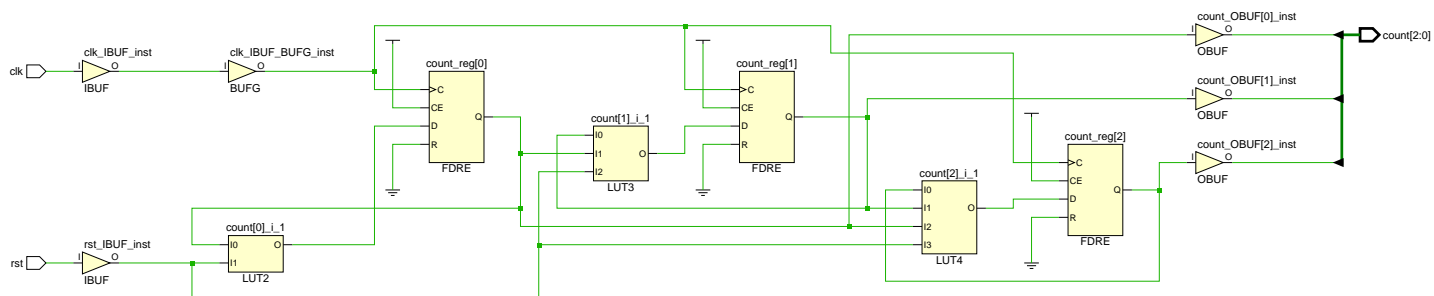 count_OBUF[0]_inst
I O
OBUF
count[2:0]
clk_IBUF_inst
clk_IBUF_BUFG_inst
clk
I O
IBUF
I O
BUFG
count_reg[0]
C
CE
D
R
Q
FDRE
count_reg[1]
C
CE
D
R
Q
FDRE
count_OBUF[1]_inst
I O
OBUF
count[1]_i_1
I0
I1
I2
O
LUT3
count_reg[2]
C
CE
D
R
Q
FDRE
count_OBUF[2]_inst
I O
OBUF
count[2]_i_1
I0
I1
I2
I3
O
LUT4
count[0]_i_1
I0
I1
O
LUT2
rst_IBUF_inst
rst
I O
IBUF